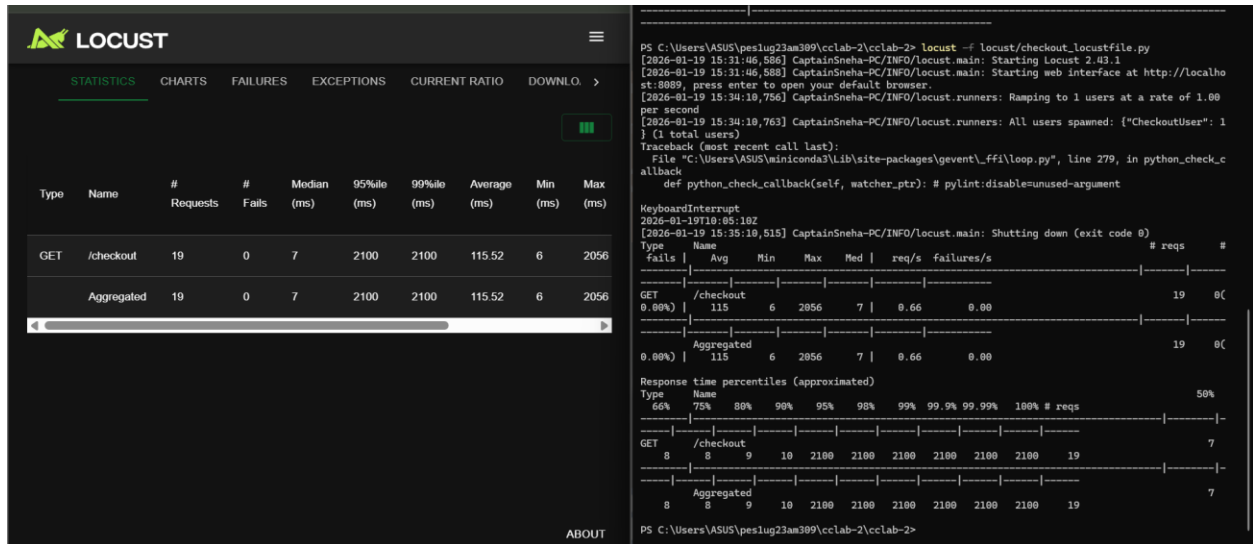 LOCUST
STATISTICS CHARTS FAILURES EXCEPTIONS CURRENT RATIO DOWNLO. >
Type Name # Requests # Fails Median (ms) 95%ile (ms) 99%ile (ms) Average (ms) Min (ms) Max (ms)
GET /checkout 19 0 7 2100 2100 115.52 6 2056
Aggregated 19 0 7 2100 2100 115.52 6 2056
ABOUT
PS C:\Users\ASUS\pes1ug23am309\cclab-2\cclab-2> locust -f locust/checkout_locustfile.py
[2026-01-19 15:31:46,586] CaptainSneha-PC/INFO/locust.main: Starting Locust 2.43.1
[2026-01-19 15:31:46,588] CaptainSneha-PC/INFO/locust.main: Starting web interface at http://localho
st:8089, press enter to open your default browser.
[2026-01-19 15:34:10,756] CaptainSneha-PC/INFO/locust.runners: Ramping to 1 users at a rate of 1.00
per second
[2026-01-19 15:34:10,763] CaptainSneha-PC/INFO/locust.runners: All users spawned: {"CheckoutUser": 1
} (1 total users)
Traceback (most recent call last):
  File "C:\Users\ASUS\miniconda3\Lib\site-packages\gevent\_ffi\loop.py", line 279, in python_check_c
allback
    def python_check_callback(self, watcher_ptr): # pylint:disable=unused-argument
KeyboardInterrupt
2026-01-19T10:05:10Z
[2026-01-19 15:35:10,515] CaptainSneha-PC/INFO/locust.main: Shutting down (exit code 0)
Type Name # reqs #
fails | Avg Min Max Med | req/s failures/s
--------|-------------------------------------------------------------------|-------|------
-------|-------|-------|-------|-------|--------|-----------
GET /checkout 19 0(
0.00%) | 115 6 2056 7 | 0.66 0.00
--------|-------------------------------------------------------------------|-------|------
-------|-------|-------|-------|-------|--------|-----------
Aggregated 19 0(
0.00%) | 115 6 2056 7 | 0.66 0.00
Response time percentiles (approximated)
Type Name 50%
66% 75% 80% 90% 95% 98% 99% 99.9% 99.99% 100% # reqs
--------|-------------------------------------------------------------------|--------|-
-----|------|------|------|------|------|------|------|------|------|------
GET /checkout 7
8 8 9 10 2100 2100 2100 2100 2100 2100 19
--------|-------------------------------------------------------------------|--------|-
-----|------|------|------|------|------|------|------|------|------|------
Aggregated 7
8 8 9 10 2100 2100 2100 2100 2100 2100 19
PS C:\Users\ASUS\pes1ug23am309\cclab-2\cclab-2>